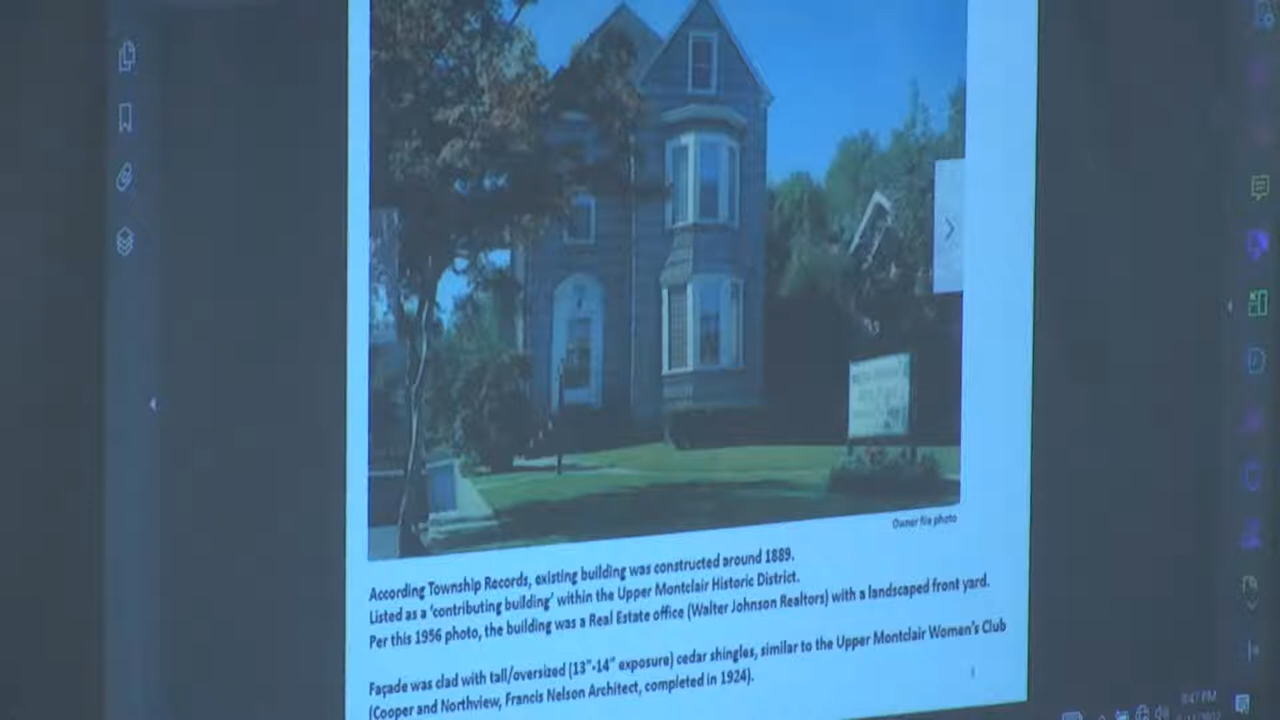 Owner file photo
According Township Records, existing building was constructed around 1889.
Listed as a 'contributing building' within the Upper Montclair Historic District.
Per this 1956 photo, the building was a Real Estate office (Walter Johnson Realtors) with a landscaped front yard.
Façade was clad with tall/oversized (13"-14" exposure) cedar shingles, similar to the Upper Montclair Women's Club
(Cooper and Northview, Francis Nelson Architect, completed in 1924).